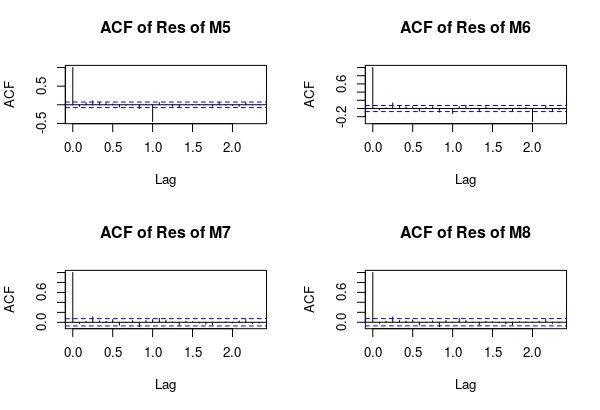 ACF of Res of M5
ACF
0.5
-0.5
0.0 0.5 1.0 1.5 2.0
Lag
ACF of Res of M6
ACF
0.6
-0.2
0.0 0.5 1.0 1.5 2.0
Lag
ACF of Res of M7
ACF
0.6
0.0
0.0 0.5 1.0 1.5 2.0
Lag
ACF of Res of M8
ACF
0.6
0.0
0.0 0.5 1.0 1.5 2.0
Lag